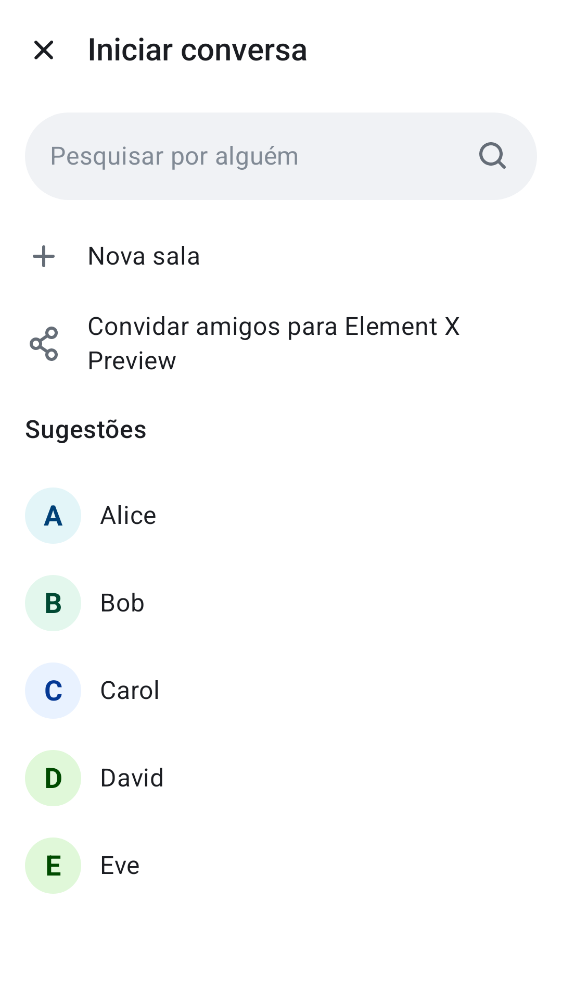 Iniciar conversa
Pesquisar por alguém
Nova sala
Convidar amigos para Element X
Preview
Sugestões
A Alice
B Bob
C Carol
D David
E Eve